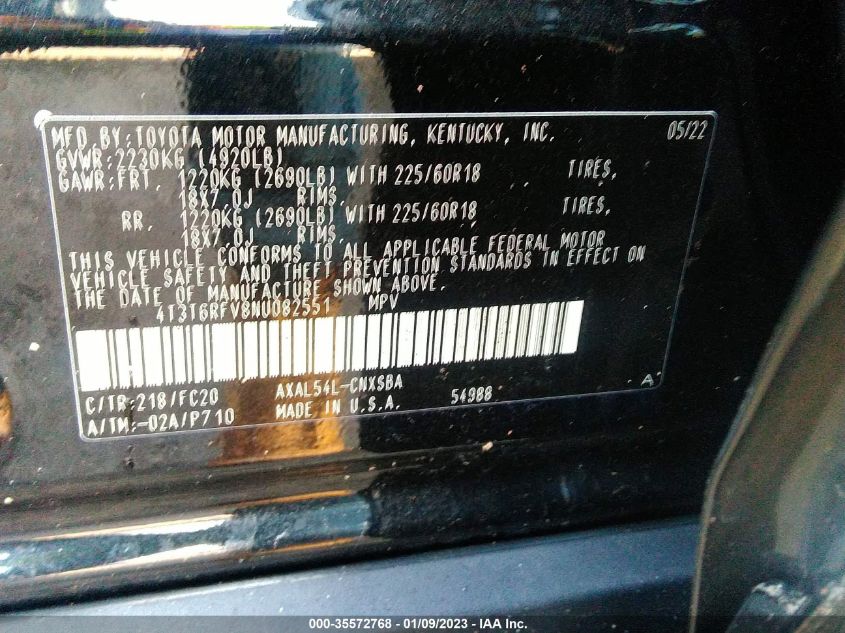 MFD. BY: TOYOTA MOTOR MANUFACTURING, KENTUCKY, INC. 05/22
GVWR: 2230KG (4920LB)
GAWR: FRT. 1220KG (2690LB) WITH 225/60R18 TIRES,
18X7.0J RIMS,
RR. 1220KG (2690LB) WITH 225/60R18 TIRES,
18X7.0J RIMS,
THIS VEHICLE CONFORMS TO ALL APPLICABLE FEDERAL MOTOR
VEHICLE SAFETY AND THEFT PREVENTION STANDARDS IN EFFECT ON
THE DATE OF MANUFACTURE SHOWN ABOVE.
4T3T6RFV8NU082551 MPV
C/TR: 218/FC20 AXAL54L-CNXSBA A
A/TM: -02A/P710 MADE IN U.S.A. 54988
000-35572768 - 01/09/2023 - IAA Inc.